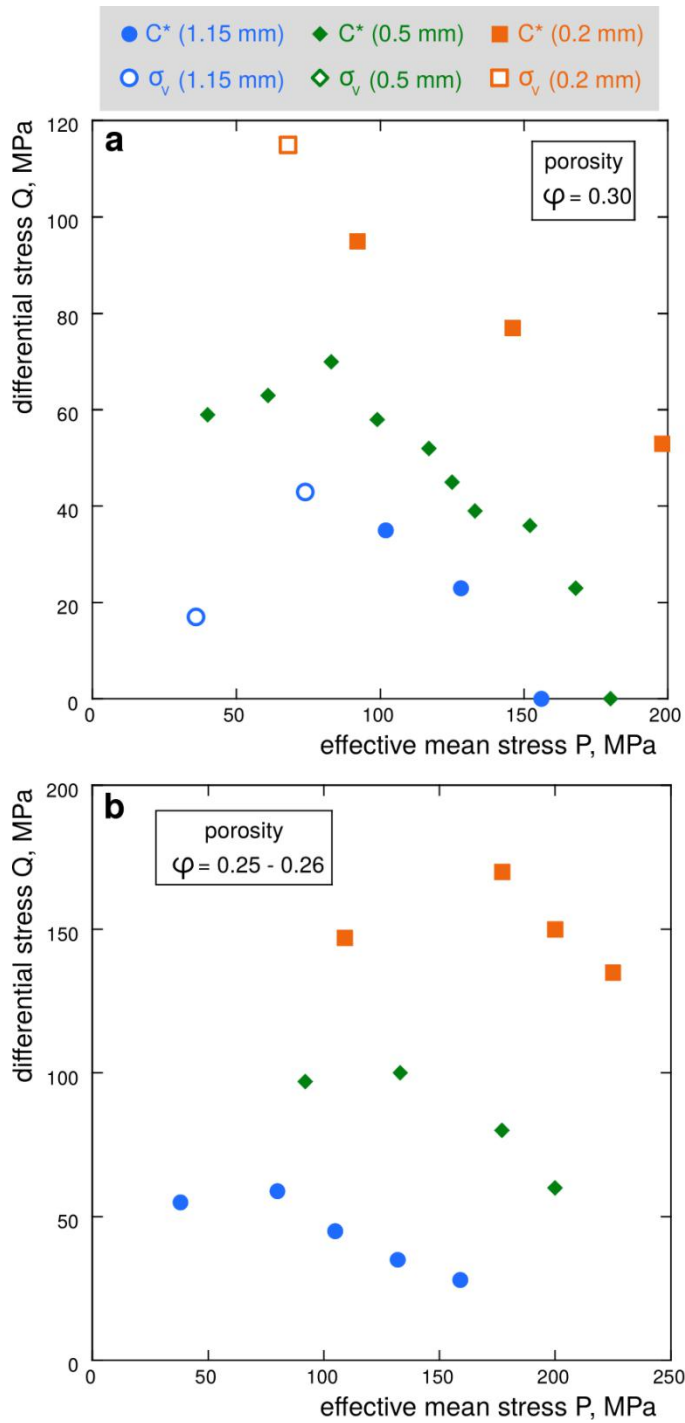 C* (1.15 mm) C* (0.5 mm) C* (0.2 mm)
σv (1.15 mm) σv (0.5 mm) σv (0.2 mm)
a
porosity
φ = 0.30
differential stress Q, MPa
120
100
80
60
40
20
0
0 50 100 150 200
effective mean stress P, MPa
b
porosity
φ = 0.25 - 0.26
differential stress Q, MPa
200
150
100
50
0
0 50 100 150 200 250
effective mean stress P, MPa